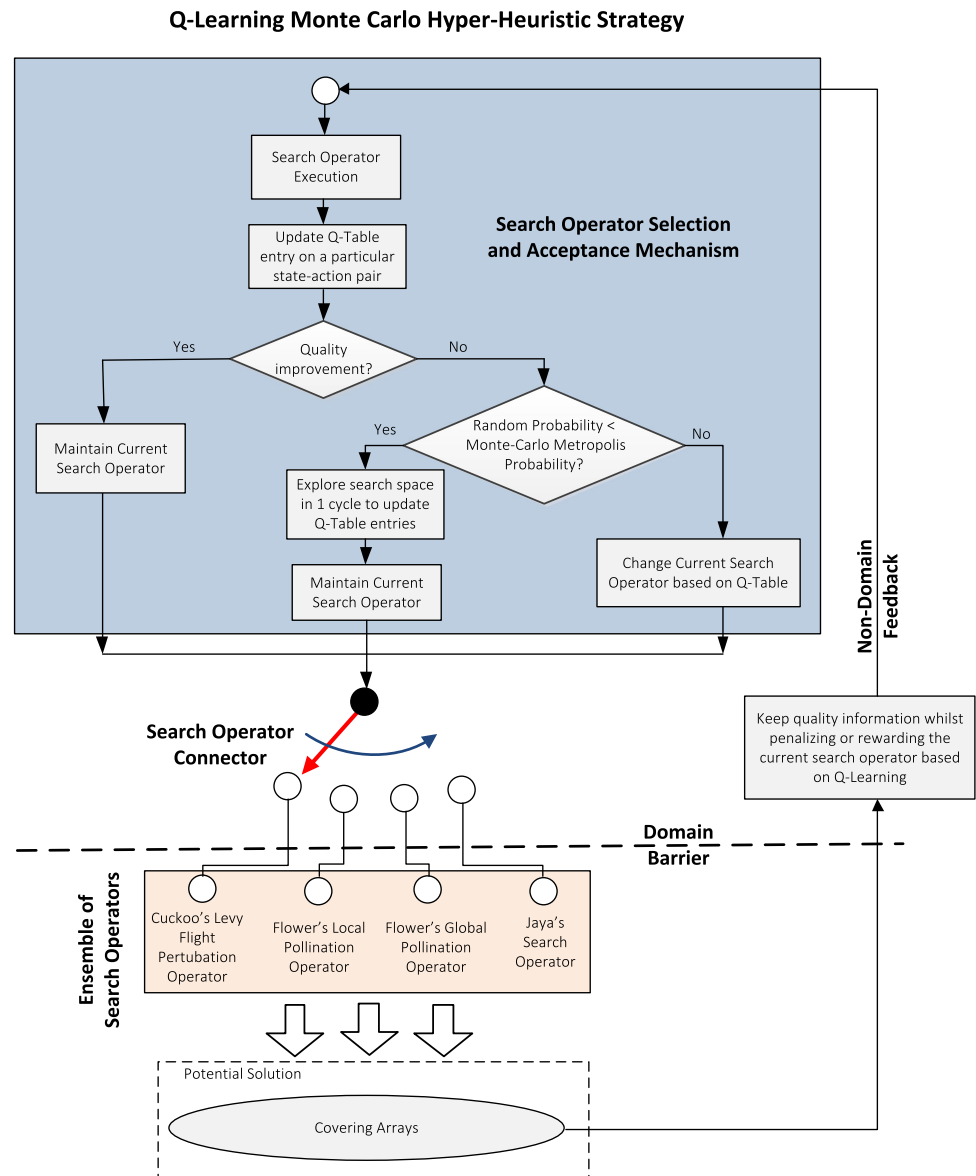 Q-Learning Monte Carlo Hyper-Heuristic Strategy
Search Operator
Execution
Search Operator Selection
and Acceptance Mechanism
Update Q-Table
entry on a particular
state-action pair
Yes
Quality
improvement?
No
Maintain Current
Search Operator
Yes
Random Probability <
Monte-Carlo Metropolis
Probability?
No
Explore search space
in 1 cycle to update
Q-Table entries
Maintain Current
Search Operator
Change Current Search
Operator based on Q-Table
Non-Domain
Feedback
Search Operator
Connector
Keep quality information whilst
penalizing or rewarding the
current search operator based
on Q-Learning
Domain
Barrier
Ensemble of
Search Operators
Cuckoo's Levy
Flight
Pertubation
Operator
Flower's Local
Pollination
Operator
Flower's Global
Pollination
Operator
Jaya's
Search
Operator
Potential Solution
Covering Arrays